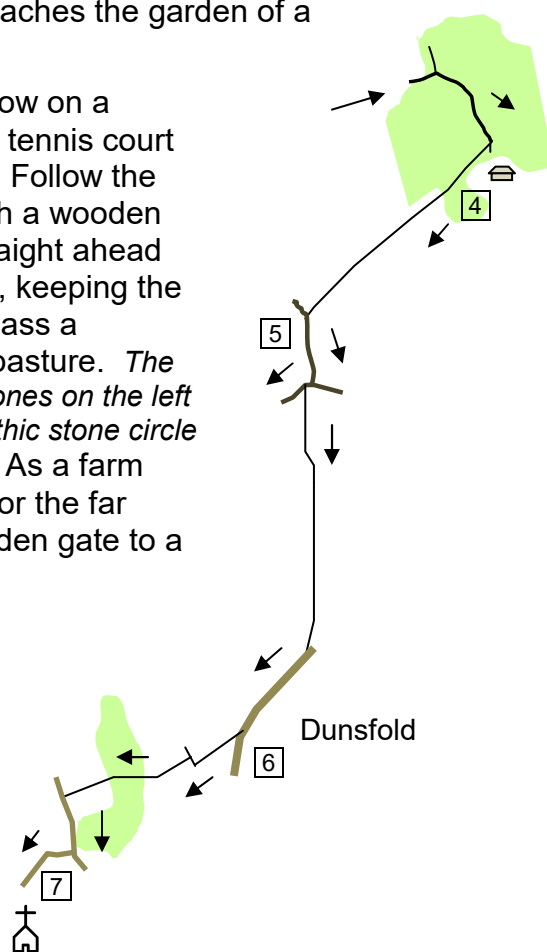 aches the garden of a
ow on a
tennis court
Follow the
h a wooden
aight ahead
, keeping the
ass a
pasture. The
ones on the left
thic stone circle
As a farm
or the far
den gate to a
4
5
Dunsfold
6
7